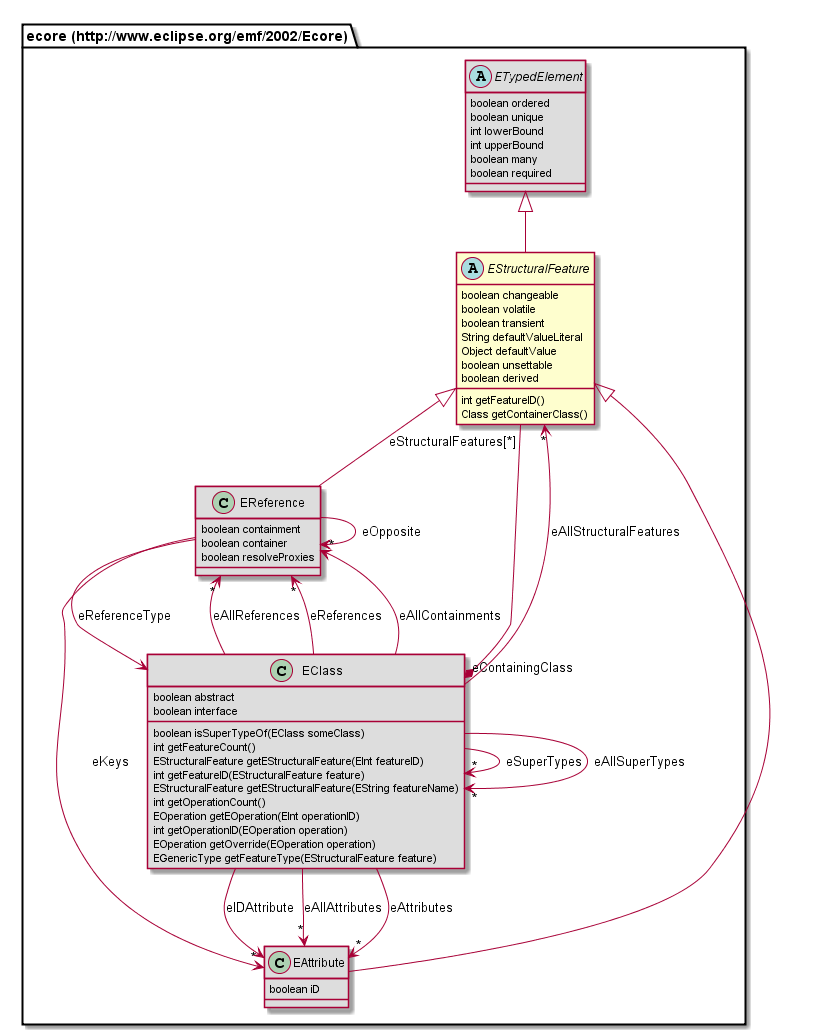 ecore (http://www.eclipse.org/emf/2002/Ecore)
A ETypedElement
boolean ordered
boolean unique
int lowerBound
int upperBound
boolean many
boolean required
A EStructuralFeature
boolean changeable
boolean volatile
boolean transient
String defaultValueLiteral
Object defaultValue
boolean unsettable
boolean derived
int getFeatureID()
Class getContainerClass()
eStructuralFeatures[*]
*
C EReference
boolean containment
boolean container
boolean resolveProxies
eOpposite
*
eAllStructuralFeatures
*
*
eReferenceType
eAllReferences
eReferences
eAllContainments
C EClass
boolean abstract
boolean interface
boolean isSuperTypeOf(EClass someClass)
int getFeatureCount()
EStructuralFeature getEStructuralFeature(EInt featureID)
int getFeatureID(EStructuralFeature feature)
EStructuralFeature getEStructuralFeature(EString featureName)
int getOperationCount()
EOperation getEOperation(EInt operationID)
int getOperationID(EOperation operation)
EOperation getOverride(EOperation operation)
EGenericType getFeatureType(EStructuralFeature feature)
eContainingClass
eKeys
*
eSuperTypes
eAllSuperTypes
*
eIDAttribute
eAllAttributes
eAttributes
*
*
*
C EAttribute
boolean iD